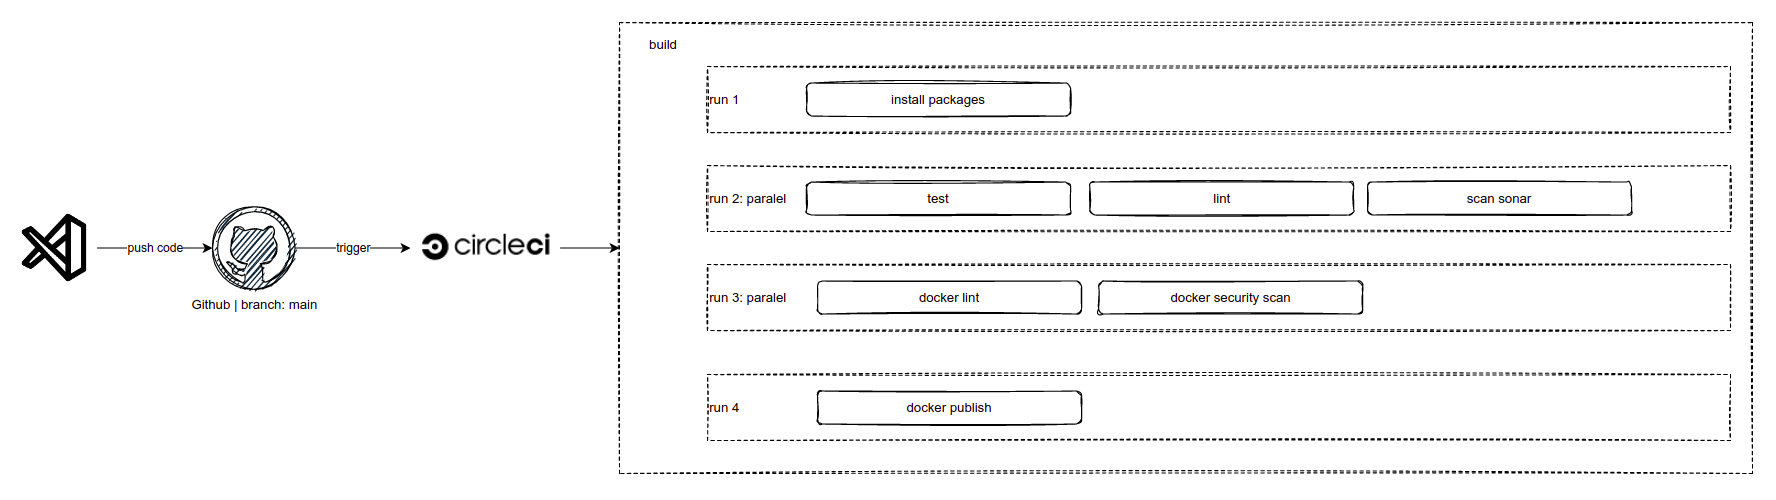 build
run 1
install packages
run 2: paralel
test
lint
scan sonar
push code
trigger
circleci
Github | branch: main
run 3: paralel
docker lint
docker security scan
run 4
docker publish